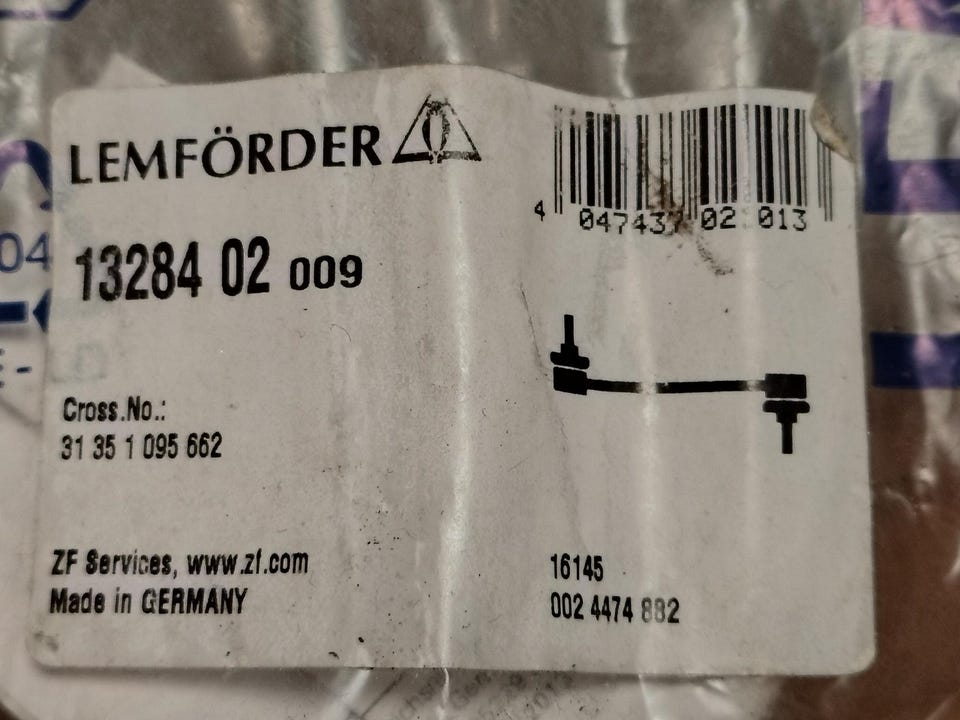 LEMFÖRDER
13284 02 009
Cross.No.:
31 35 1 095 662
ZF Services, www.zf.com
Made in GERMANY
4 047437 02 013
16145
002 4474 882
04